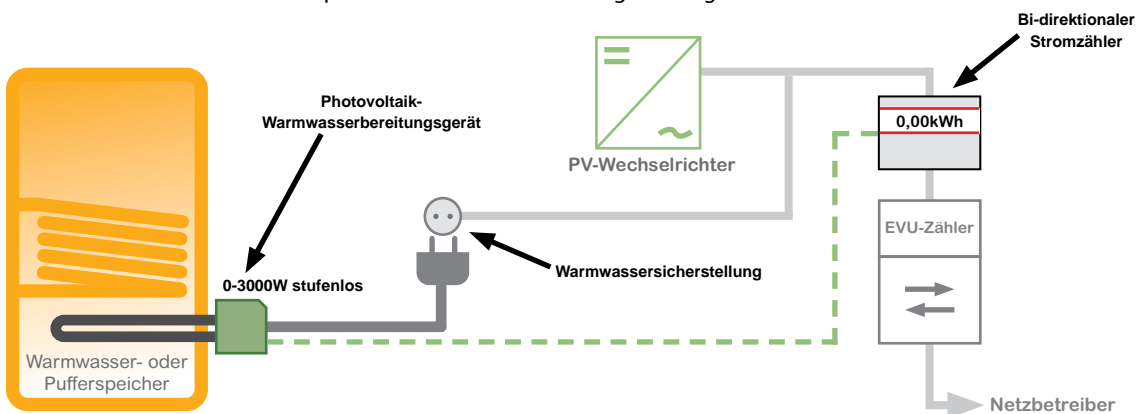 Bi-direktionaler
Stromzähler
Photovoltaik-
Warmwasserbereitungsgerät
0,00kWh
PV-Wechselrichter
EVU-Zähler
Warmwassersicherstellung
0-3000W stufenlos
Warmwasser- oder
Pufferspeicher
Netzbetreiber